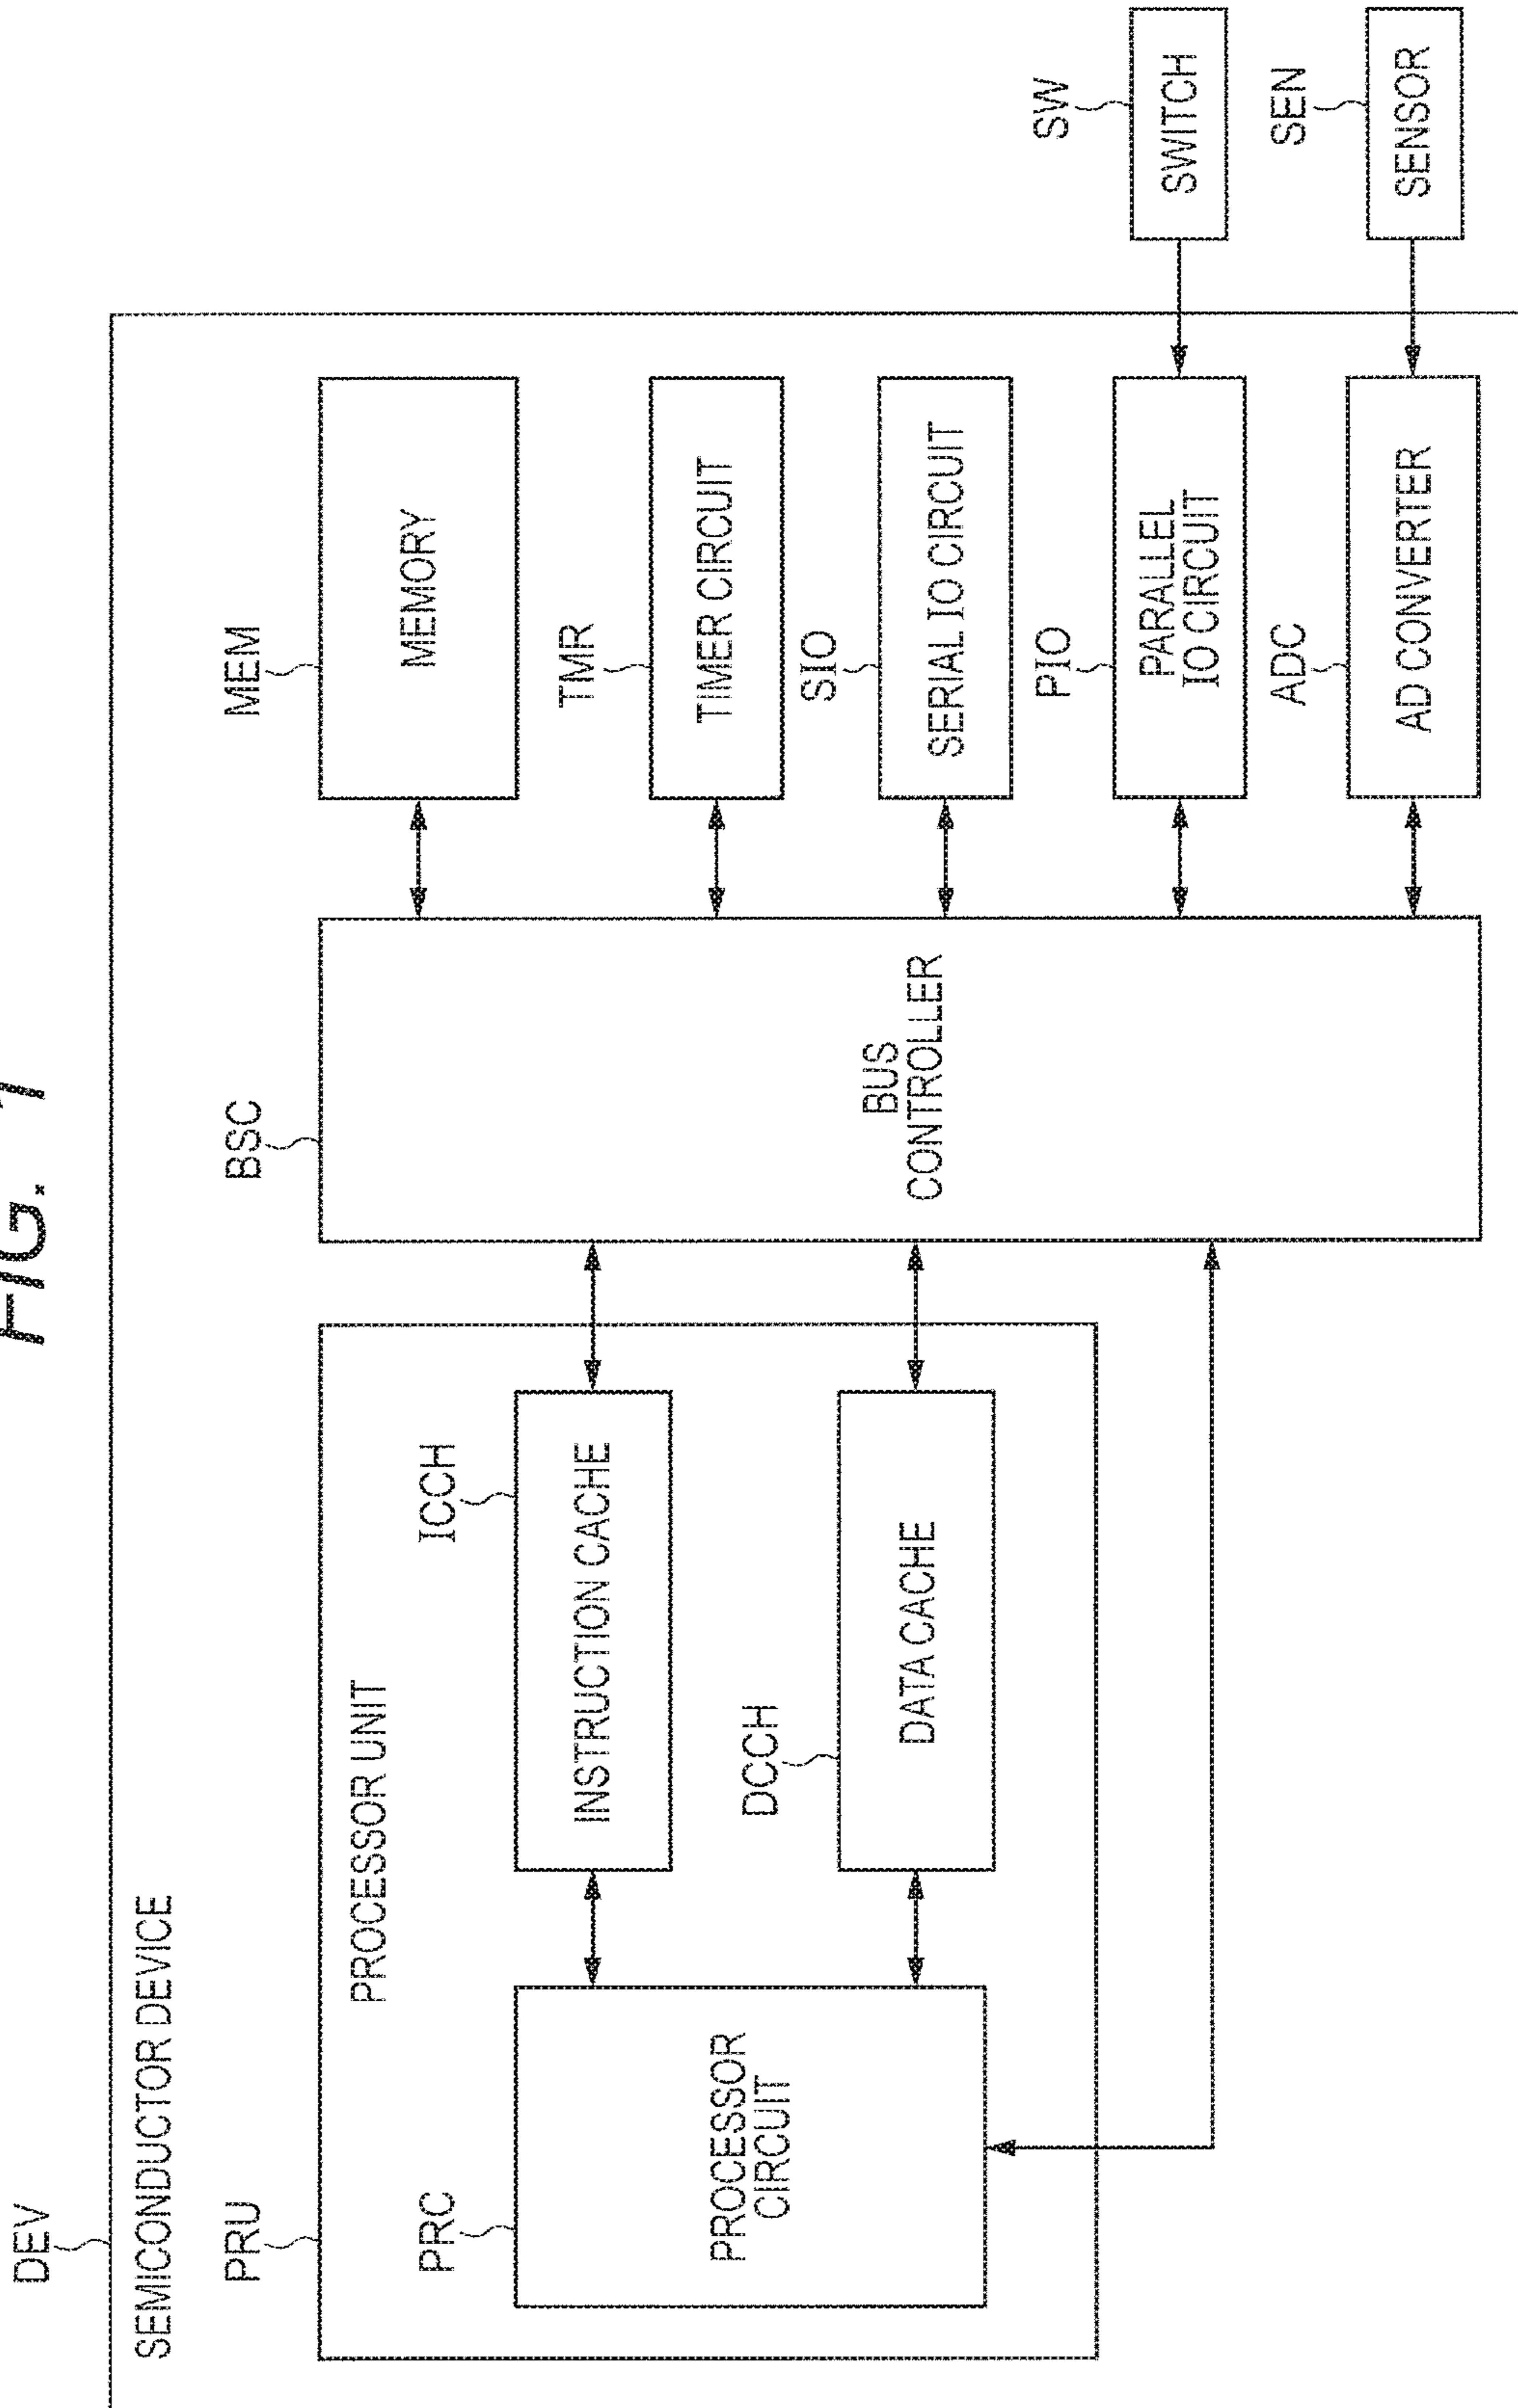 FIG. 1
DEV
SEMICONDUCTOR DEVICE
PRU
PROCESSOR UNIT
PRC
PROCESSOR
CIRCUIT
ICCH
INSTRUCTION CACHE
DCCH
DATA CACHE
BSC
BUS
CONTROLLER
MEM
MEMORY
TMR
TIMER CIRCUIT
SIO
SERIAL IO CIRCUIT
PIO
PARALLEL
IO CIRCUIT
ADC
AD CONVERTER
SW
SWITCH
SEN
SENSOR